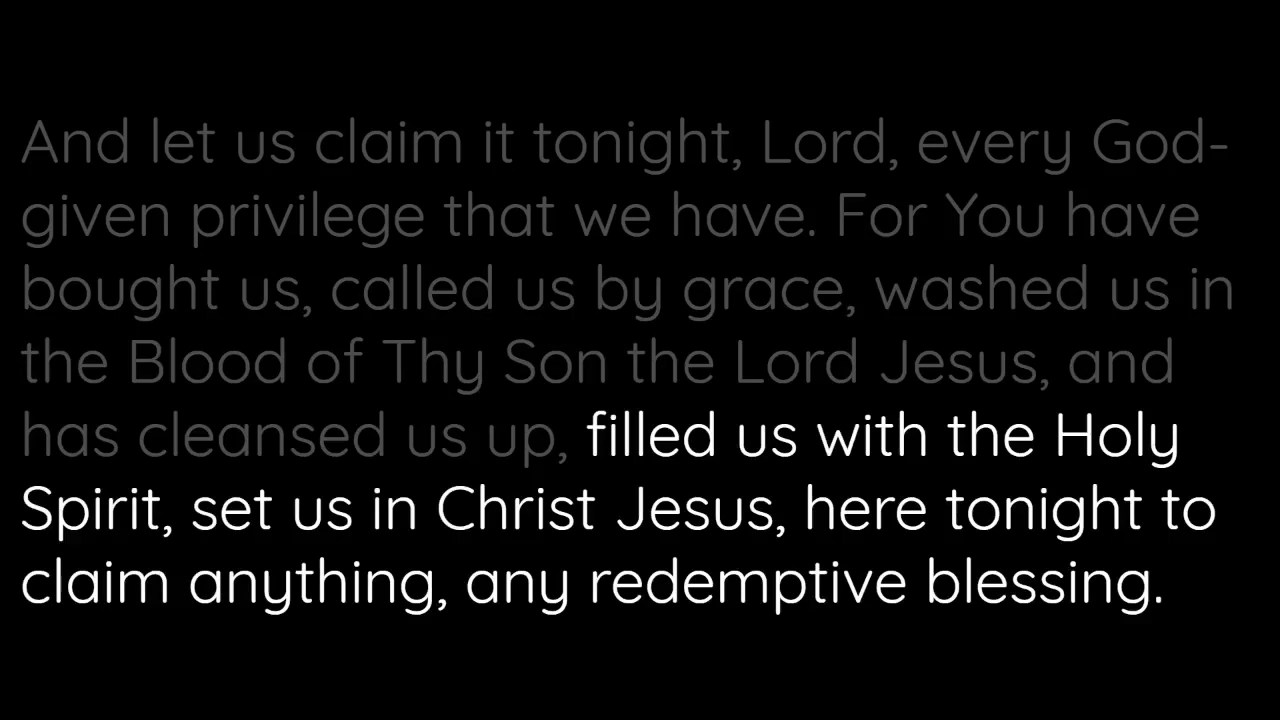 And let us claim it tonight, Lord, every God-
given privilege that we have. For You have
bought us, called us by grace, washed us in
the Blood of Thy Son the Lord Jesus, and
has cleansed us up, filled us with the Holy
Spirit, set us in Christ Jesus, here tonight to
claim anything, any redemptive blessing.